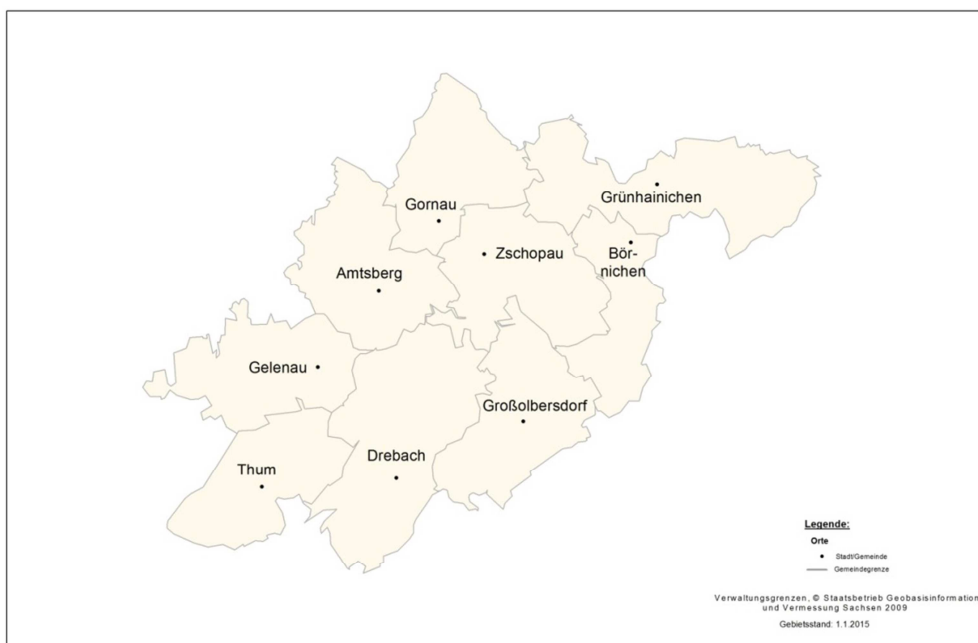 Grünhainichen
Gornau
Zschopau
Bör-
nichen
Amtsberg
Gelenau
Großolbersdorf
Drebach
Thum
Legende:
Orte
Stadt/Gemeinde
Gemeindegrenze
Verwaltungsgrenzen, © Staatsbetrieb Geobasisinformation
und Vermessung Sachsen 2009
Gebietsstand: 1.1.2015